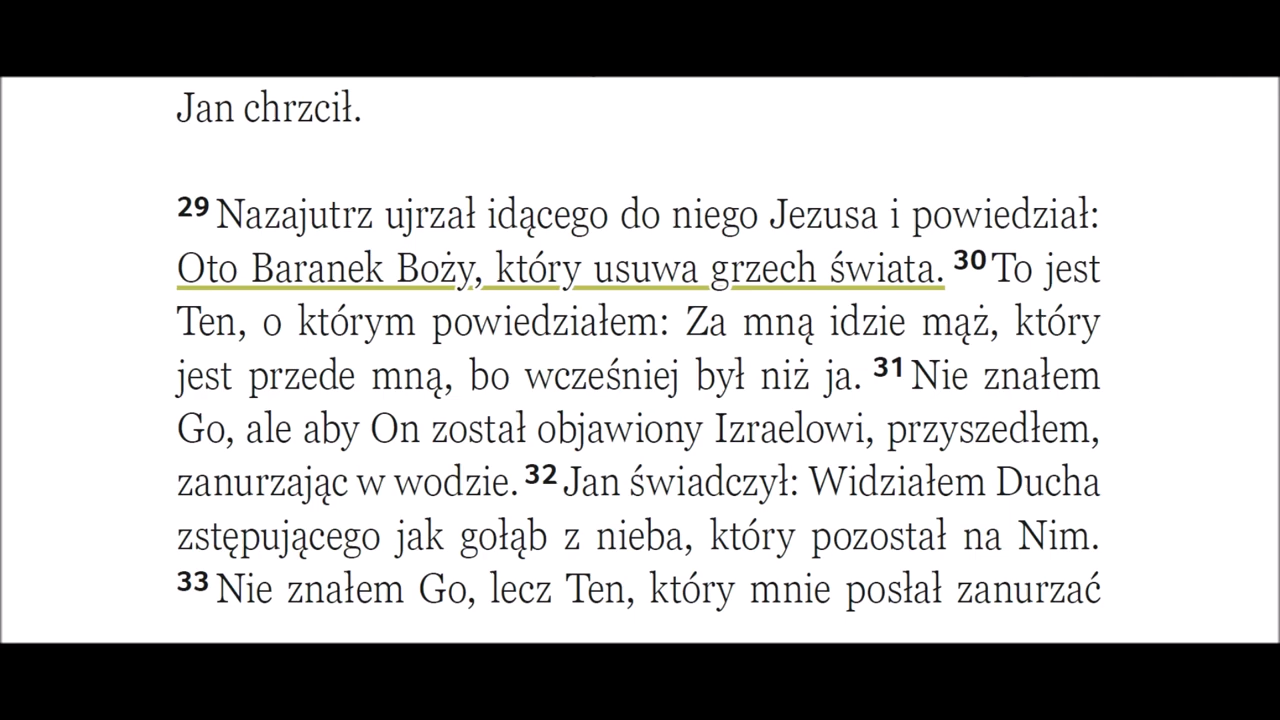 Jan chrzcił.
29 Nazajutrz ujrzał idącego do niego Jezusa i powiedział:
Oto Baranek Boży, który usuwa grzech świata. 30 To jest
Ten, o którym powiedziałem: Za mną idzie mąż, który
jest przede mną, bo wcześniej był niż ja. 31 Nie znałem
Go, ale aby On został objawiony Izraelowi, przyszedłem,
zanurzając w wodzie. 32 Jan świadczył: Widziałem Ducha
zstępującego jak gołąb z nieba, który pozostał na Nim.
33 Nie znałem Go, lecz Ten, który mnie posłał zanurzać